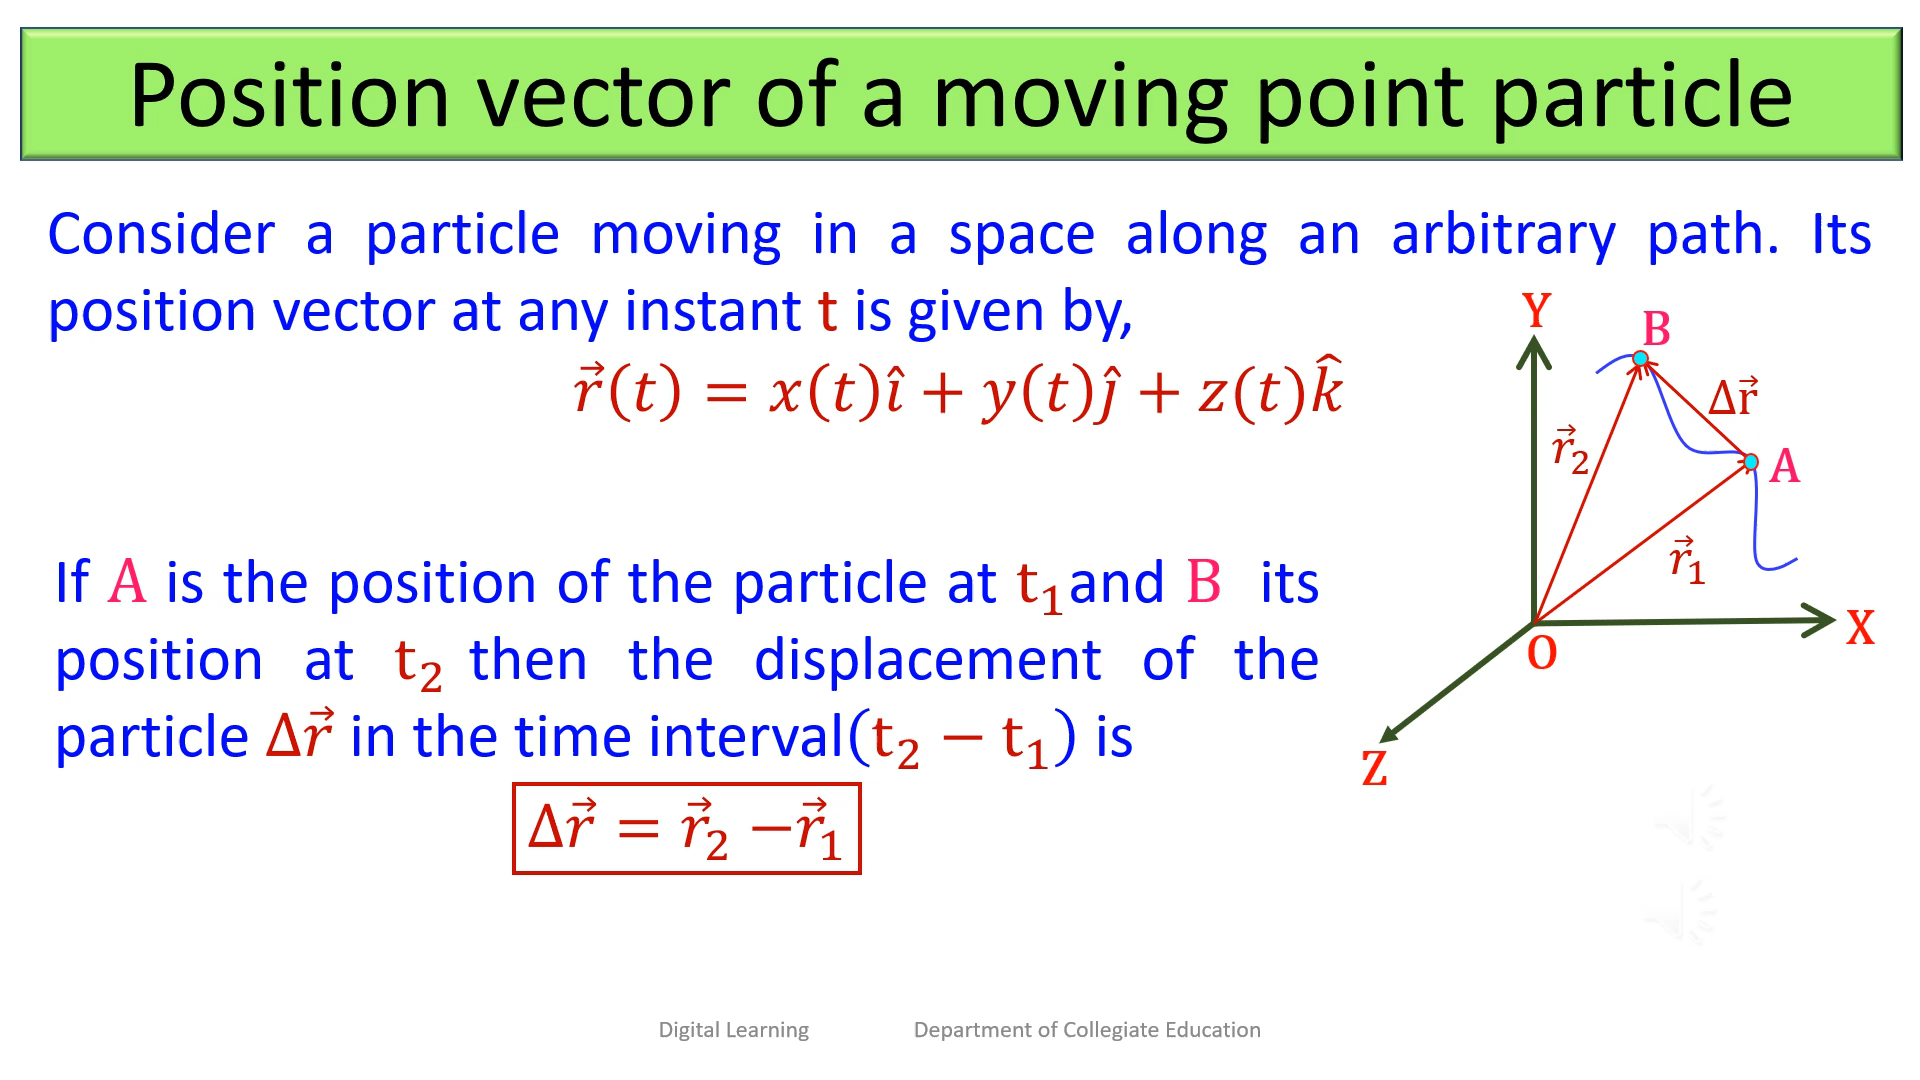 Position vector of a moving point particle
Consider a particle moving in a space along an arbitrary path. Its
position vector at any instant t is given by,
r⃗(t) = x(t)î + y(t)ĵ + z(t)k̂
If A is the position of the particle at t₁and B its
position at t₂ then the displacement of the
particle Δr⃗ in the time interval(t₂ − t₁) is
Δr⃗ = r⃗₂ −r⃗₁
Y
B
Δr⃗
r⃗₂
A
r⃗₁
X
O
Z
Digital Learning Department of Collegiate Education